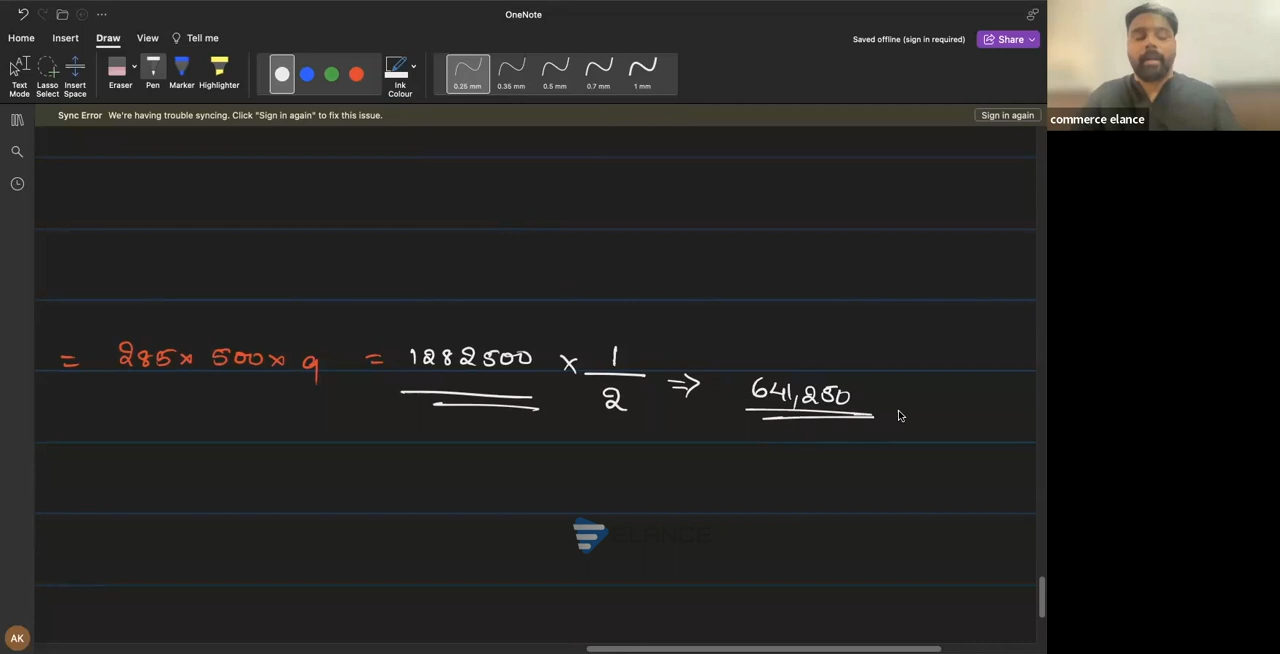 OneNote
Home Insert Draw View Tell me
Saved offline (sign in required) Share
Text Mode
Lasso Select
Insert Space
Eraser
Pen
Marker
Highlighter
Ink Colour
0.25 mm 0.35 mm 0.5 mm 0.7 mm 1 mm
commerce elance
Sync Error We're having trouble syncing. Click "Sign in again" to fix this issue. Sign in again
= 285 × 500 × 9 = 1282500 × 1/2 ⇒ 641,250
ELANCE
AK